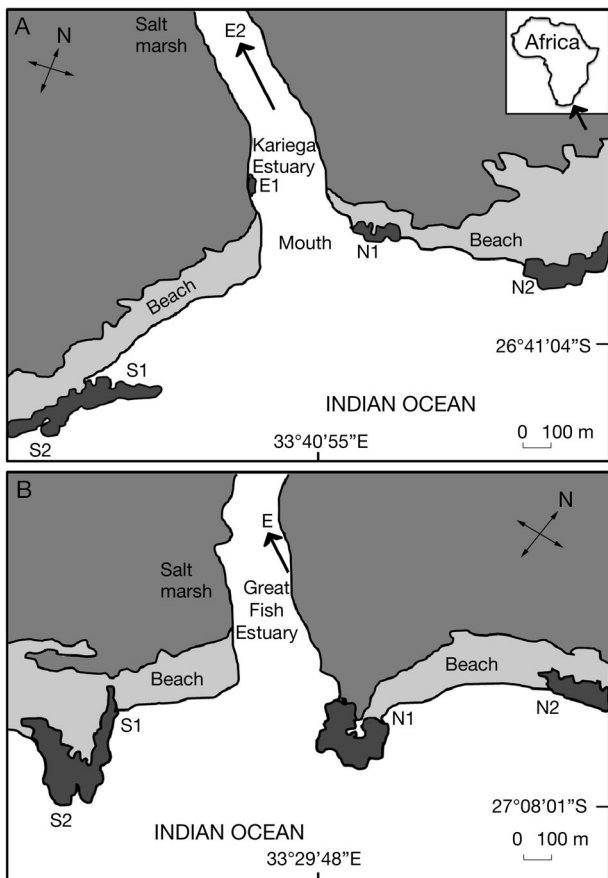 A
Salt
marsh
E2
Africa
N
Kariega
Estuary
E1
Mouth
N1
Beach
N2
Beach
S1
26°41’04”S
S2
INDIAN OCEAN
33°40’55”E
0 100 m
B
E
N
Salt
marsh
Great
Fish
Estuary
Beach
Beach
S1
N1
N2
S2
27°08’01”S
INDIAN OCEAN
33°29’48”E
0 100 m